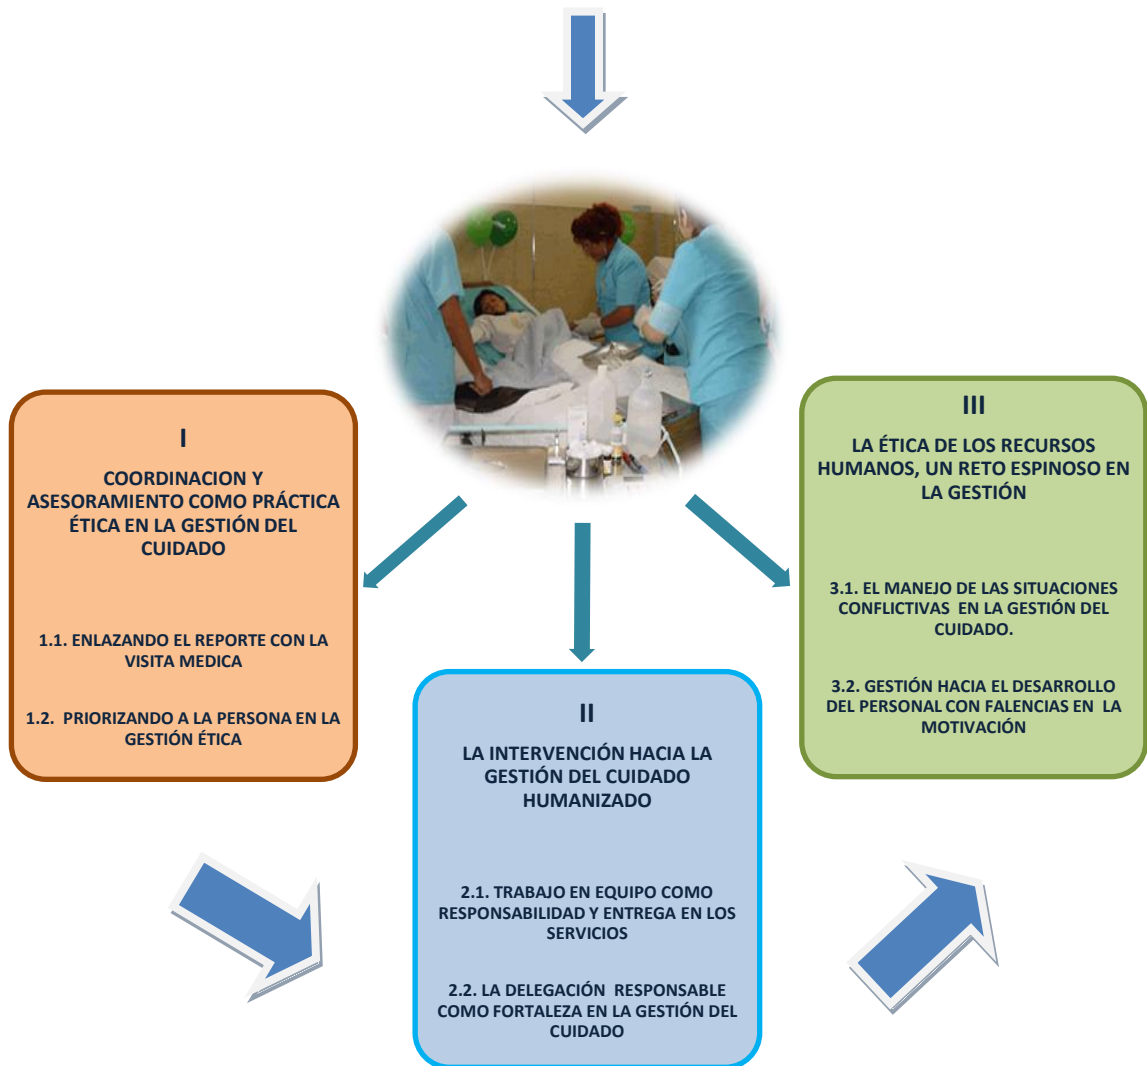 I
COORDINACION Y
ASESORAMIENTO COMO PRÁCTICA
ÉTICA EN LA GESTIÓN DEL
CUIDADO
1.1. ENLAZANDO EL REPORTE CON LA
VISITA MEDICA
1.2. PRIORIZANDO A LA PERSONA EN LA
GESTIÓN ÉTICA
II
LA INTERVENCIÓN HACIA LA
GESTIÓN DEL CUIDADO
HUMANIZADO
2.1. TRABAJO EN EQUIPO COMO
RESPONSABILIDAD Y ENTREGA EN LOS
SERVICIOS
2.2. LA DELEGACIÓN RESPONSABLE
COMO FORTALEZA EN LA GESTIÓN DEL
CUIDADO
III
LA ÉTICA DE LOS RECURSOS
HUMANOS, UN RETO ESPINOSO EN
LA GESTIÓN
3.1. EL MANEJO DE LAS SITUACIONES
CONFLICTIVAS EN LA GESTIÓN DEL
CUIDADO.
3.2. GESTIÓN HACIA EL DESARROLLO
DEL PERSONAL CON FALENCIAS EN LA
MOTIVACIÓN